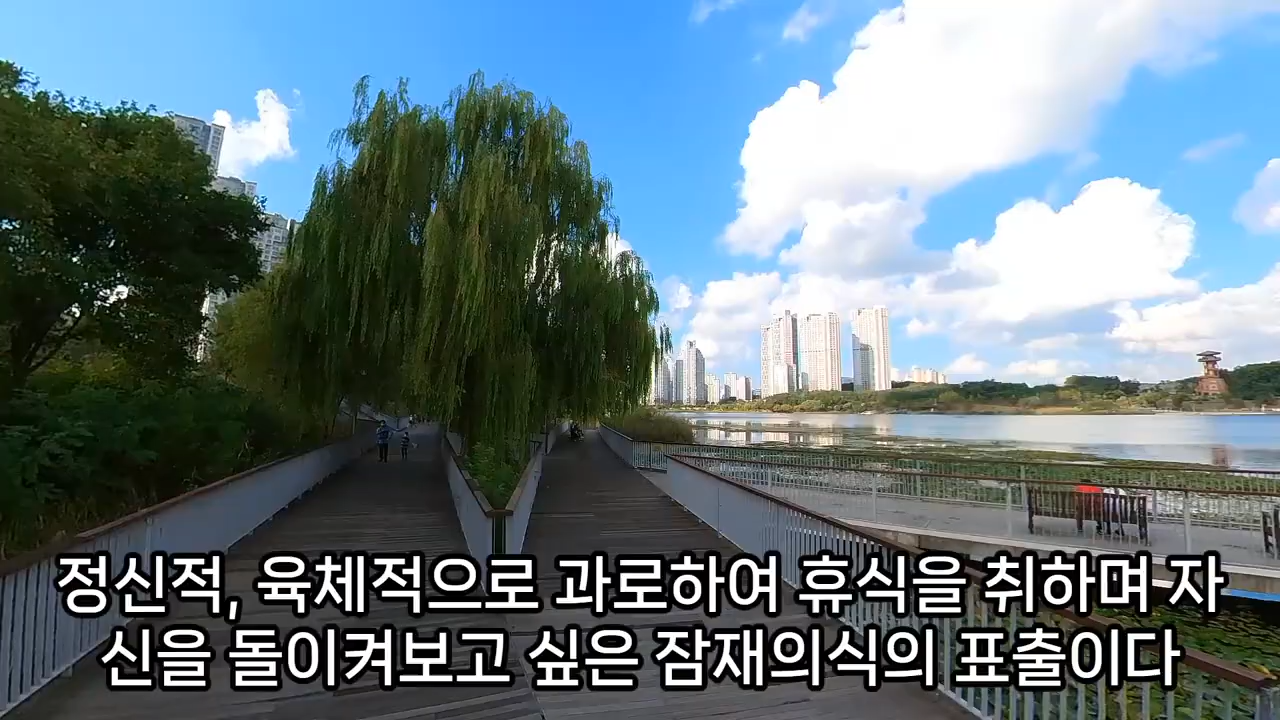 정신적, 육체적으로 과로하여 휴식을 취하며 자
신을 돌이켜보고 싶은 잠재의식의 표출이다